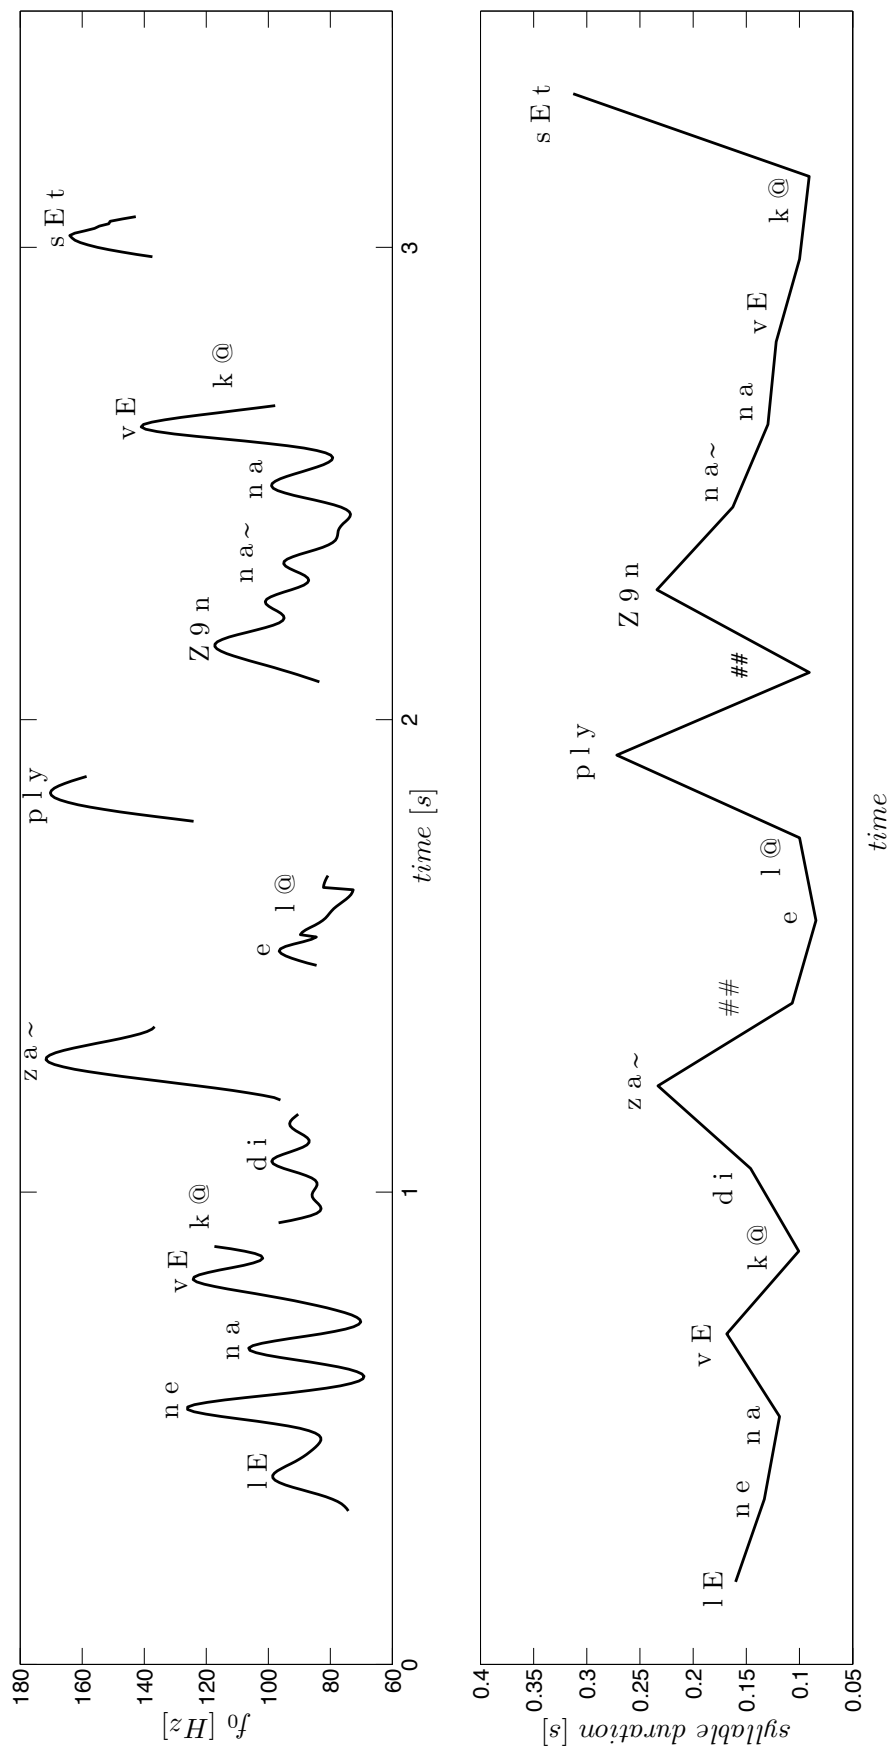 180
160
140
120
100
80
60
f₀ [Hz]
l E
n e
n a
v E
k @
d i
z a ~
e
l @
p l y
Z 9 n
n a ~
n a
v E
k @
s E t
0
1
2
3
time [s]
0.4
0.35
0.3
0.25
0.2
0.15
0.1
0.05
syllable duration [s]
l E
n e
n a
v E
k @
d i
z a ~
##
e
l @
p l y
##
Z 9 n
n a ~
n a
v E
k @
s E t
time